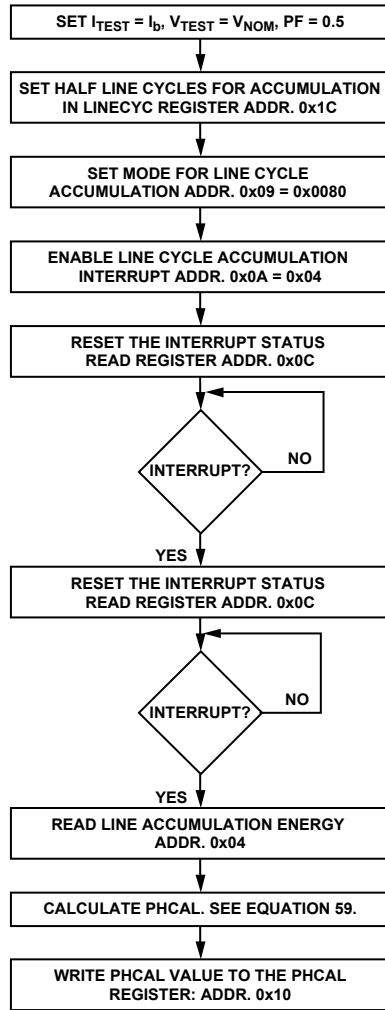 SET I_TEST = I_b, V_TEST = V_NOM, PF = 0.5
SET HALF LINE CYCLES FOR ACCUMULATION
IN LINECYC REGISTER ADDR. 0x1C
SET MODE FOR LINE CYCLE
ACCUMULATION ADDR. 0x09 = 0x0080
ENABLE LINE CYCLE ACCUMULATION
INTERRUPT ADDR. 0x0A = 0x04
RESET THE INTERRUPT STATUS
READ REGISTER ADDR. 0x0C
INTERRUPT?
NO
YES
RESET THE INTERRUPT STATUS
READ REGISTER ADDR. 0x0C
INTERRUPT?
NO
YES
READ LINE ACCUMULATION ENERGY
ADDR. 0x04
CALCULATE PHCAL. SEE EQUATION 59.
WRITE PHCAL VALUE TO THE PHCAL
REGISTER: ADDR. 0x10